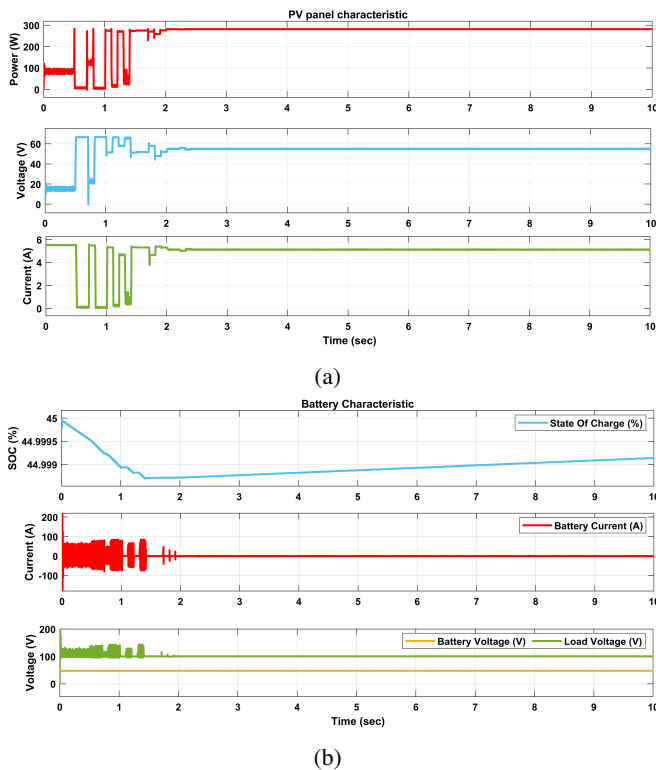 PV panel characteristic
Power (W)
300
200
100
0
0 1 2 3 4 5 6 7 8 9 10
Voltage (V)
60
40
20
0
0 1 2 3 4 5 6 7 8 9 10
Current (A)
6
4
2
0
0 1 2 3 4 5 6 7 8 9 10
Time (sec)
(a)
Battery Characteristic
SOC (%)
45
44.9995
44.999
State Of Charge (%)
0 1 2 3 4 5 6 7 8 9 10
Current (A)
200
100
0
-100
Battery Current (A)
0 1 2 3 4 5 6 7 8 9 10
Voltage (V)
200
100
0
Battery Voltage (V) Load Voltage (V)
0 1 2 3 4 5 6 7 8 9 10
Time (sec)
(b)